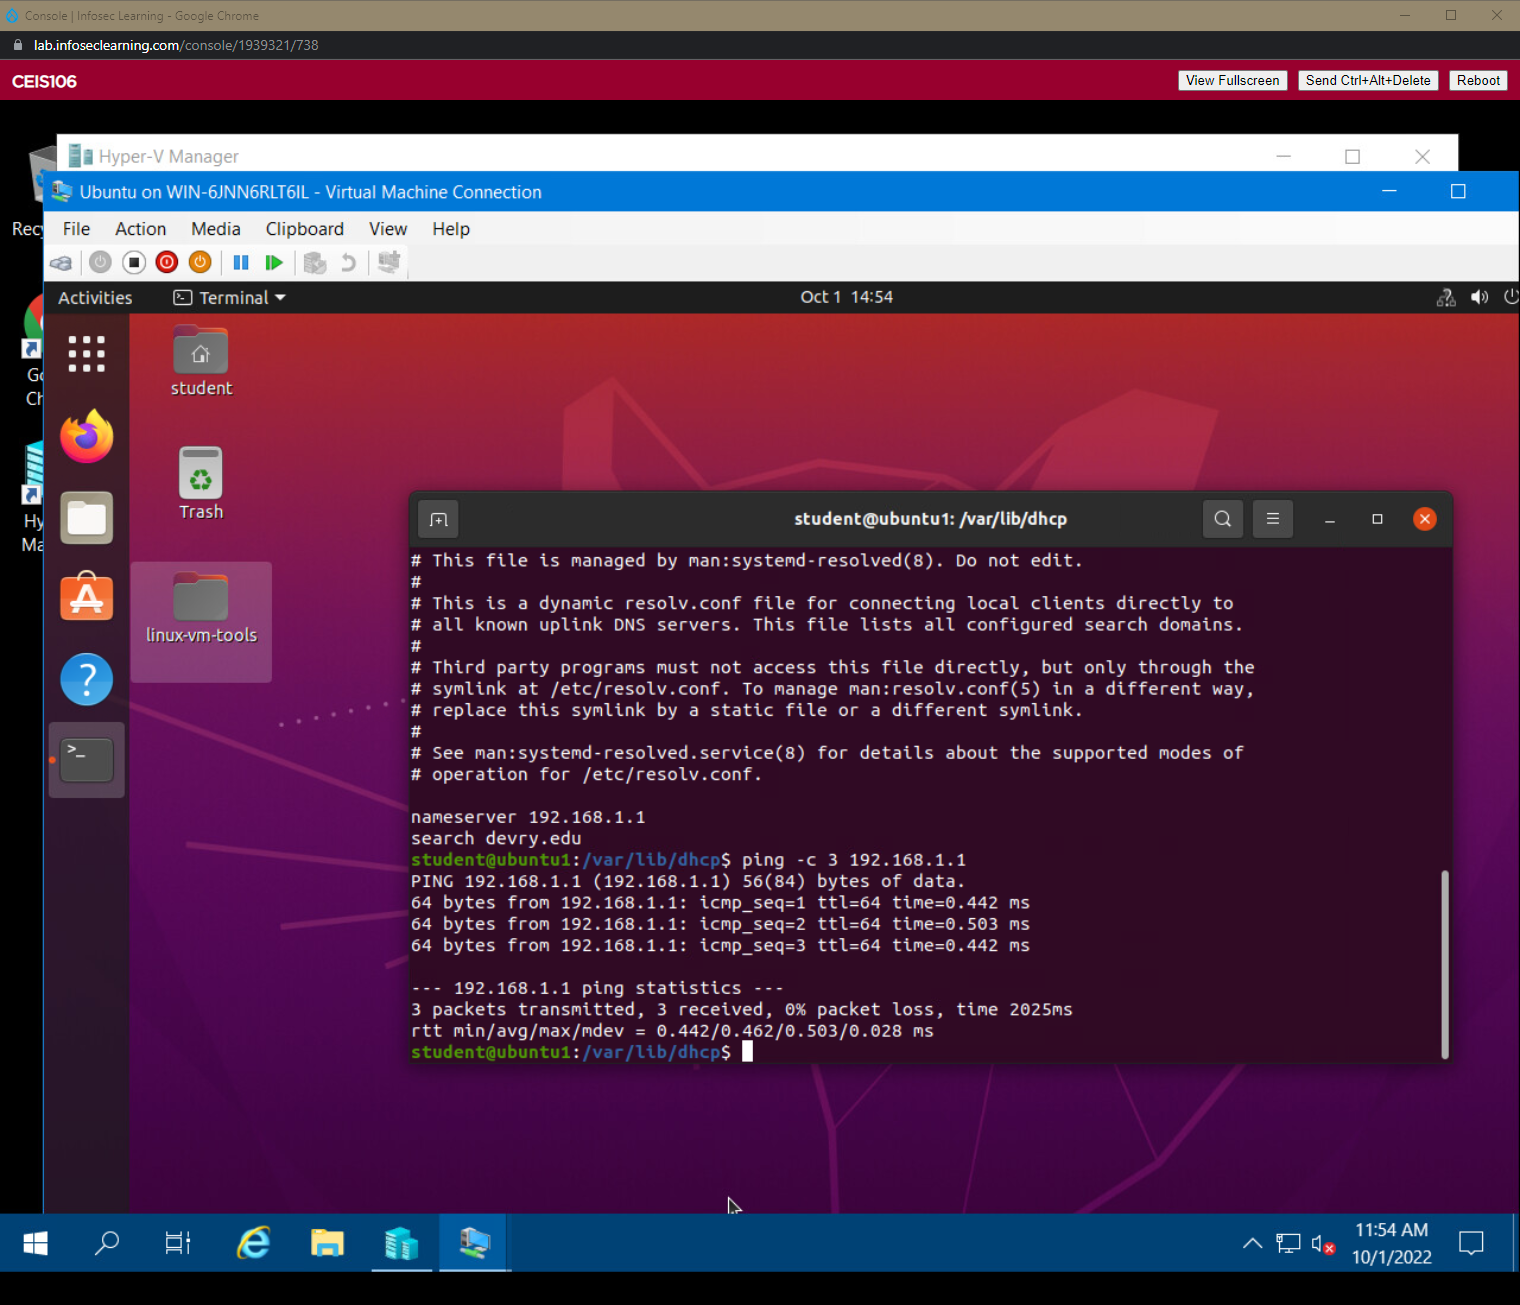 Console | Infosec Learning - Google Chrome
lab.infoseclearning.com/console/1939321/738
CEIS106
View Fullscreen
Send Ctrl+Alt+Delete
Reboot
Hyper-V Manager
Ubuntu on WIN-6JNN6RLT6IL - Virtual Machine Connection
File Action Media Clipboard View Help
Activities
Terminal
Oct 1 14:54
Recy
Go
Ch
Hy
Ma
student
Trash
linux-vm-tools
student@ubuntu1: /var/lib/dhcp
# This file is managed by man:systemd-resolved(8). Do not edit.
#
# This is a dynamic resolv.conf file for connecting local clients directly to
# all known uplink DNS servers. This file lists all configured search domains.
#
# Third party programs must not access this file directly, but only through the
# symlink at /etc/resolv.conf. To manage man:resolv.conf(5) in a different way,
# replace this symlink by a static file or a different symlink.
#
# See man:systemd-resolved.service(8) for details about the supported modes of
# operation for /etc/resolv.conf.
nameserver 192.168.1.1
search devry.edu
student@ubuntu1:/var/lib/dhcp$ ping -c 3 192.168.1.1
PING 192.168.1.1 (192.168.1.1) 56(84) bytes of data.
64 bytes from 192.168.1.1: icmp_seq=1 ttl=64 time=0.442 ms
64 bytes from 192.168.1.1: icmp_seq=2 ttl=64 time=0.503 ms
64 bytes from 192.168.1.1: icmp_seq=3 ttl=64 time=0.442 ms
--- 192.168.1.1 ping statistics ---
3 packets transmitted, 3 received, 0% packet loss, time 2025ms
rtt min/avg/max/mdev = 0.442/0.462/0.503/0.028 ms
student@ubuntu1:/var/lib/dhcp$
11:54 AM
10/1/2022